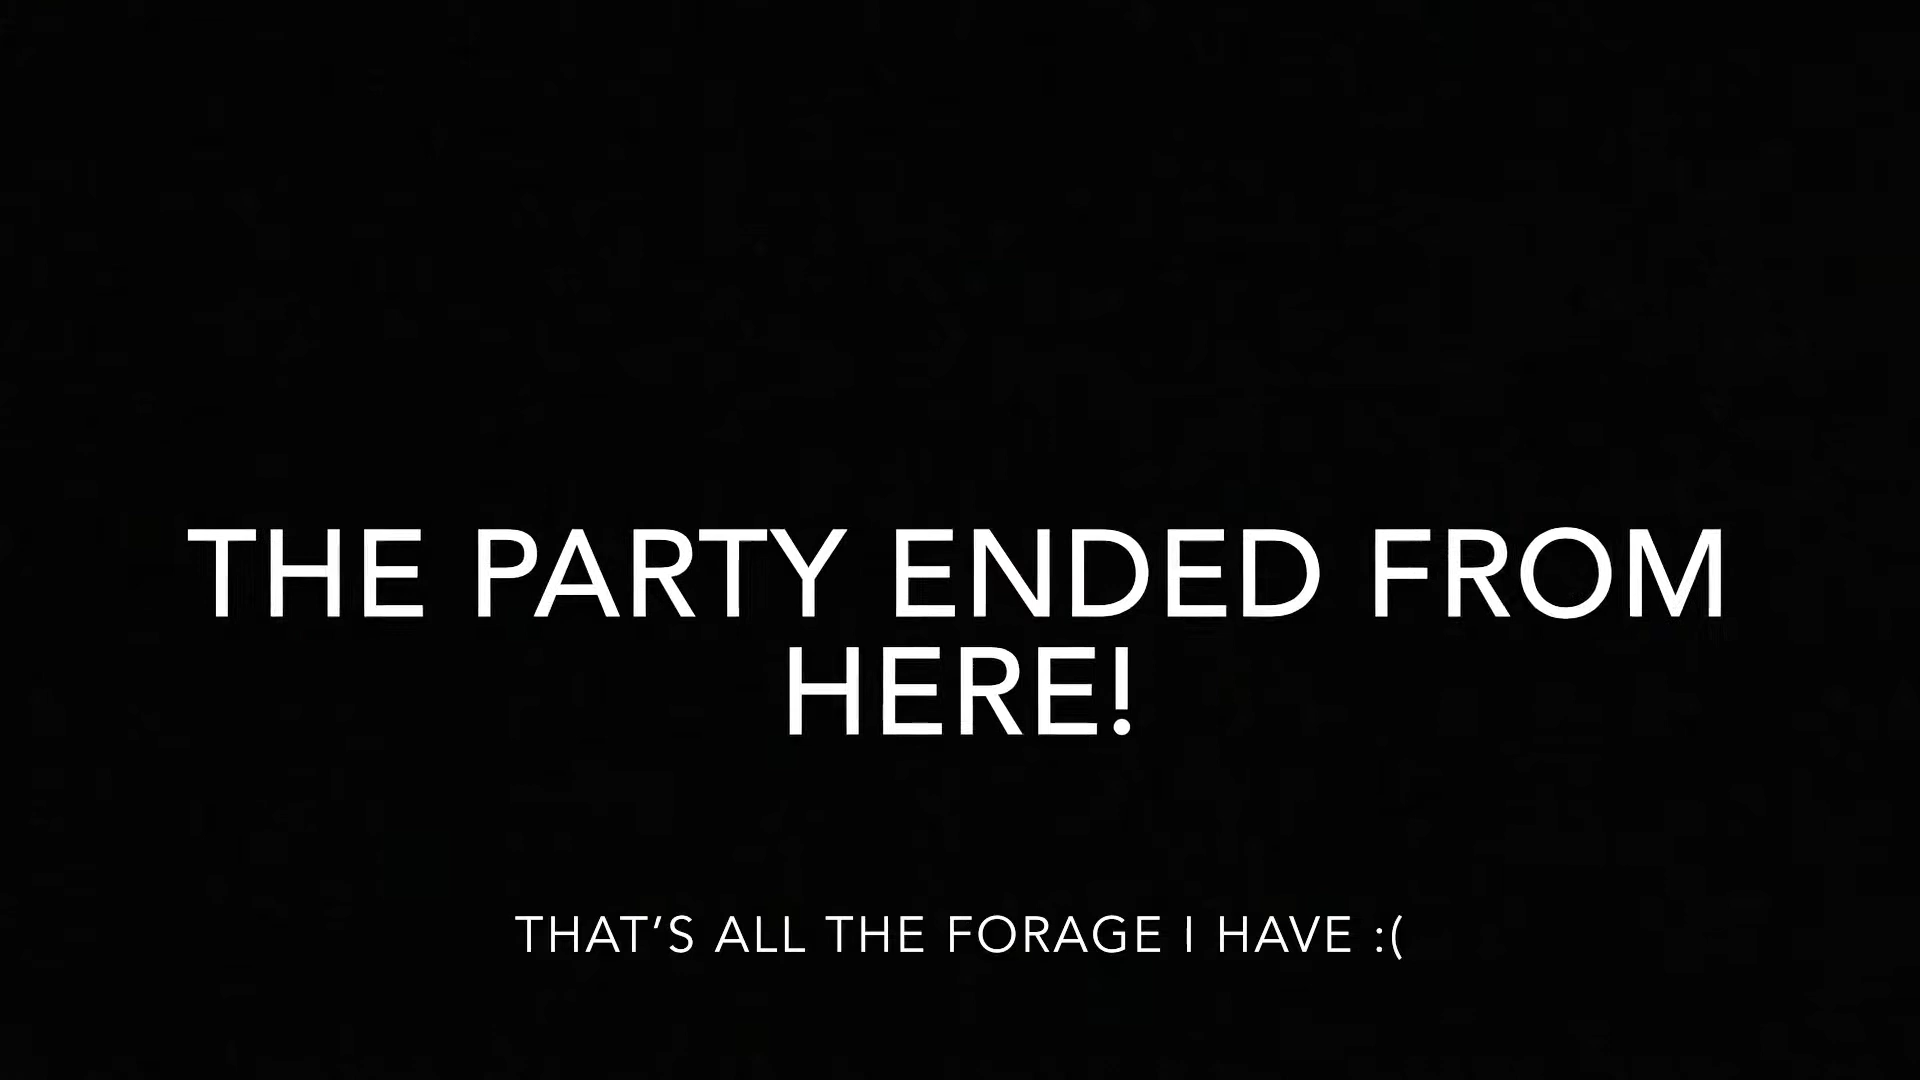 THE PARTY ENDED FROM
HERE!
THAT’S ALL THE FORAGE I HAVE :(